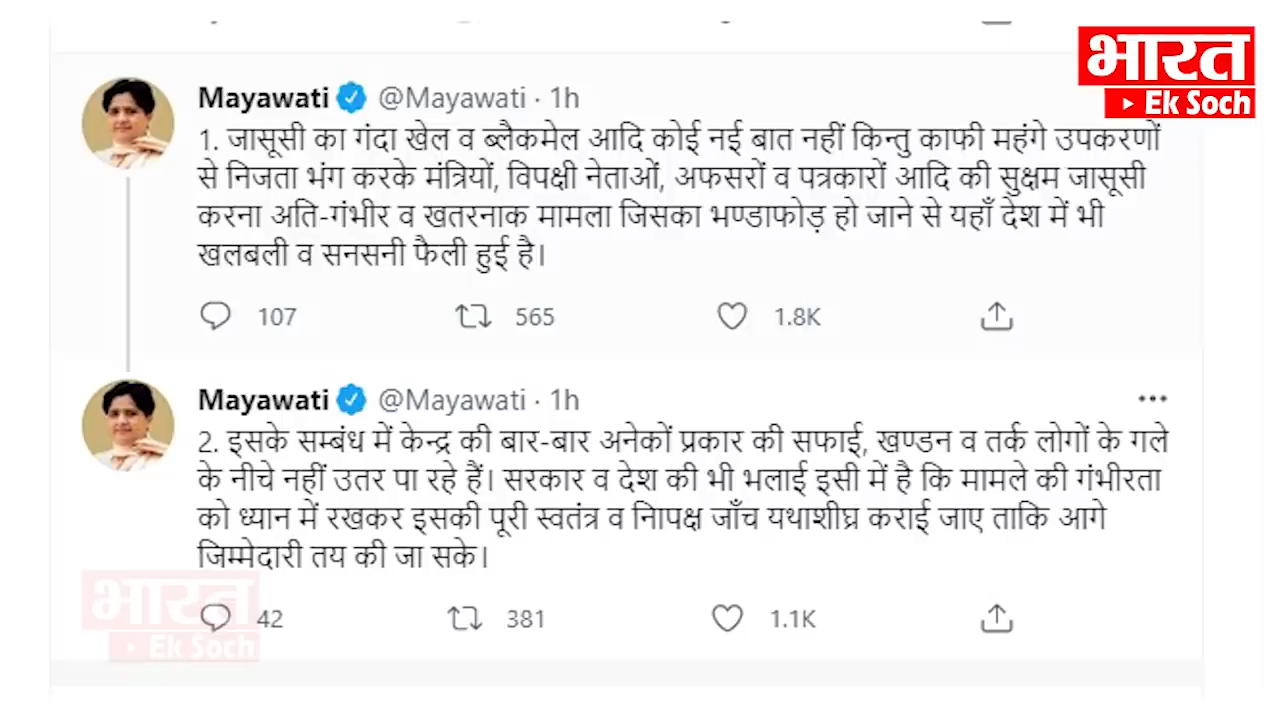 भारत
Ek Soch
Mayawati @Mayawati · 1h
1. जासूसी का गंदा खेल व ब्लैकमेल आदि कोई नई बात नहीं किन्तु काफी महंगे उपकरणों
से निजता भंग करके मंत्रियों, विपक्षी नेताओं, अफसरों व पत्रकारों आदि की सुक्षम जासूसी
करना अति-गंभीर व खतरनाक मामला जिसका भण्डाफोड़ हो जाने से यहाँ देश में भी
खलबली व सनसनी फैली हुई है।
107 565 1.8K
Mayawati @Mayawati · 1h
2. इसके सम्बंध में केन्द्र की बार-बार अनेकों प्रकार की सफाई, खण्डन व तर्क लोगों के गले
के नीचे नहीं उतर पा रहे हैं। सरकार व देश की भी भलाई इसी में है कि मामले की गंभीरता
को ध्यान में रखकर इसकी पूरी स्वतंत्र व निापक्ष जाँच यथाशीघ्र कराई जाए ताकि आगे
जिम्मेदारी तय की जा सके।
42 381 1.1K
भारत
Ek Soch